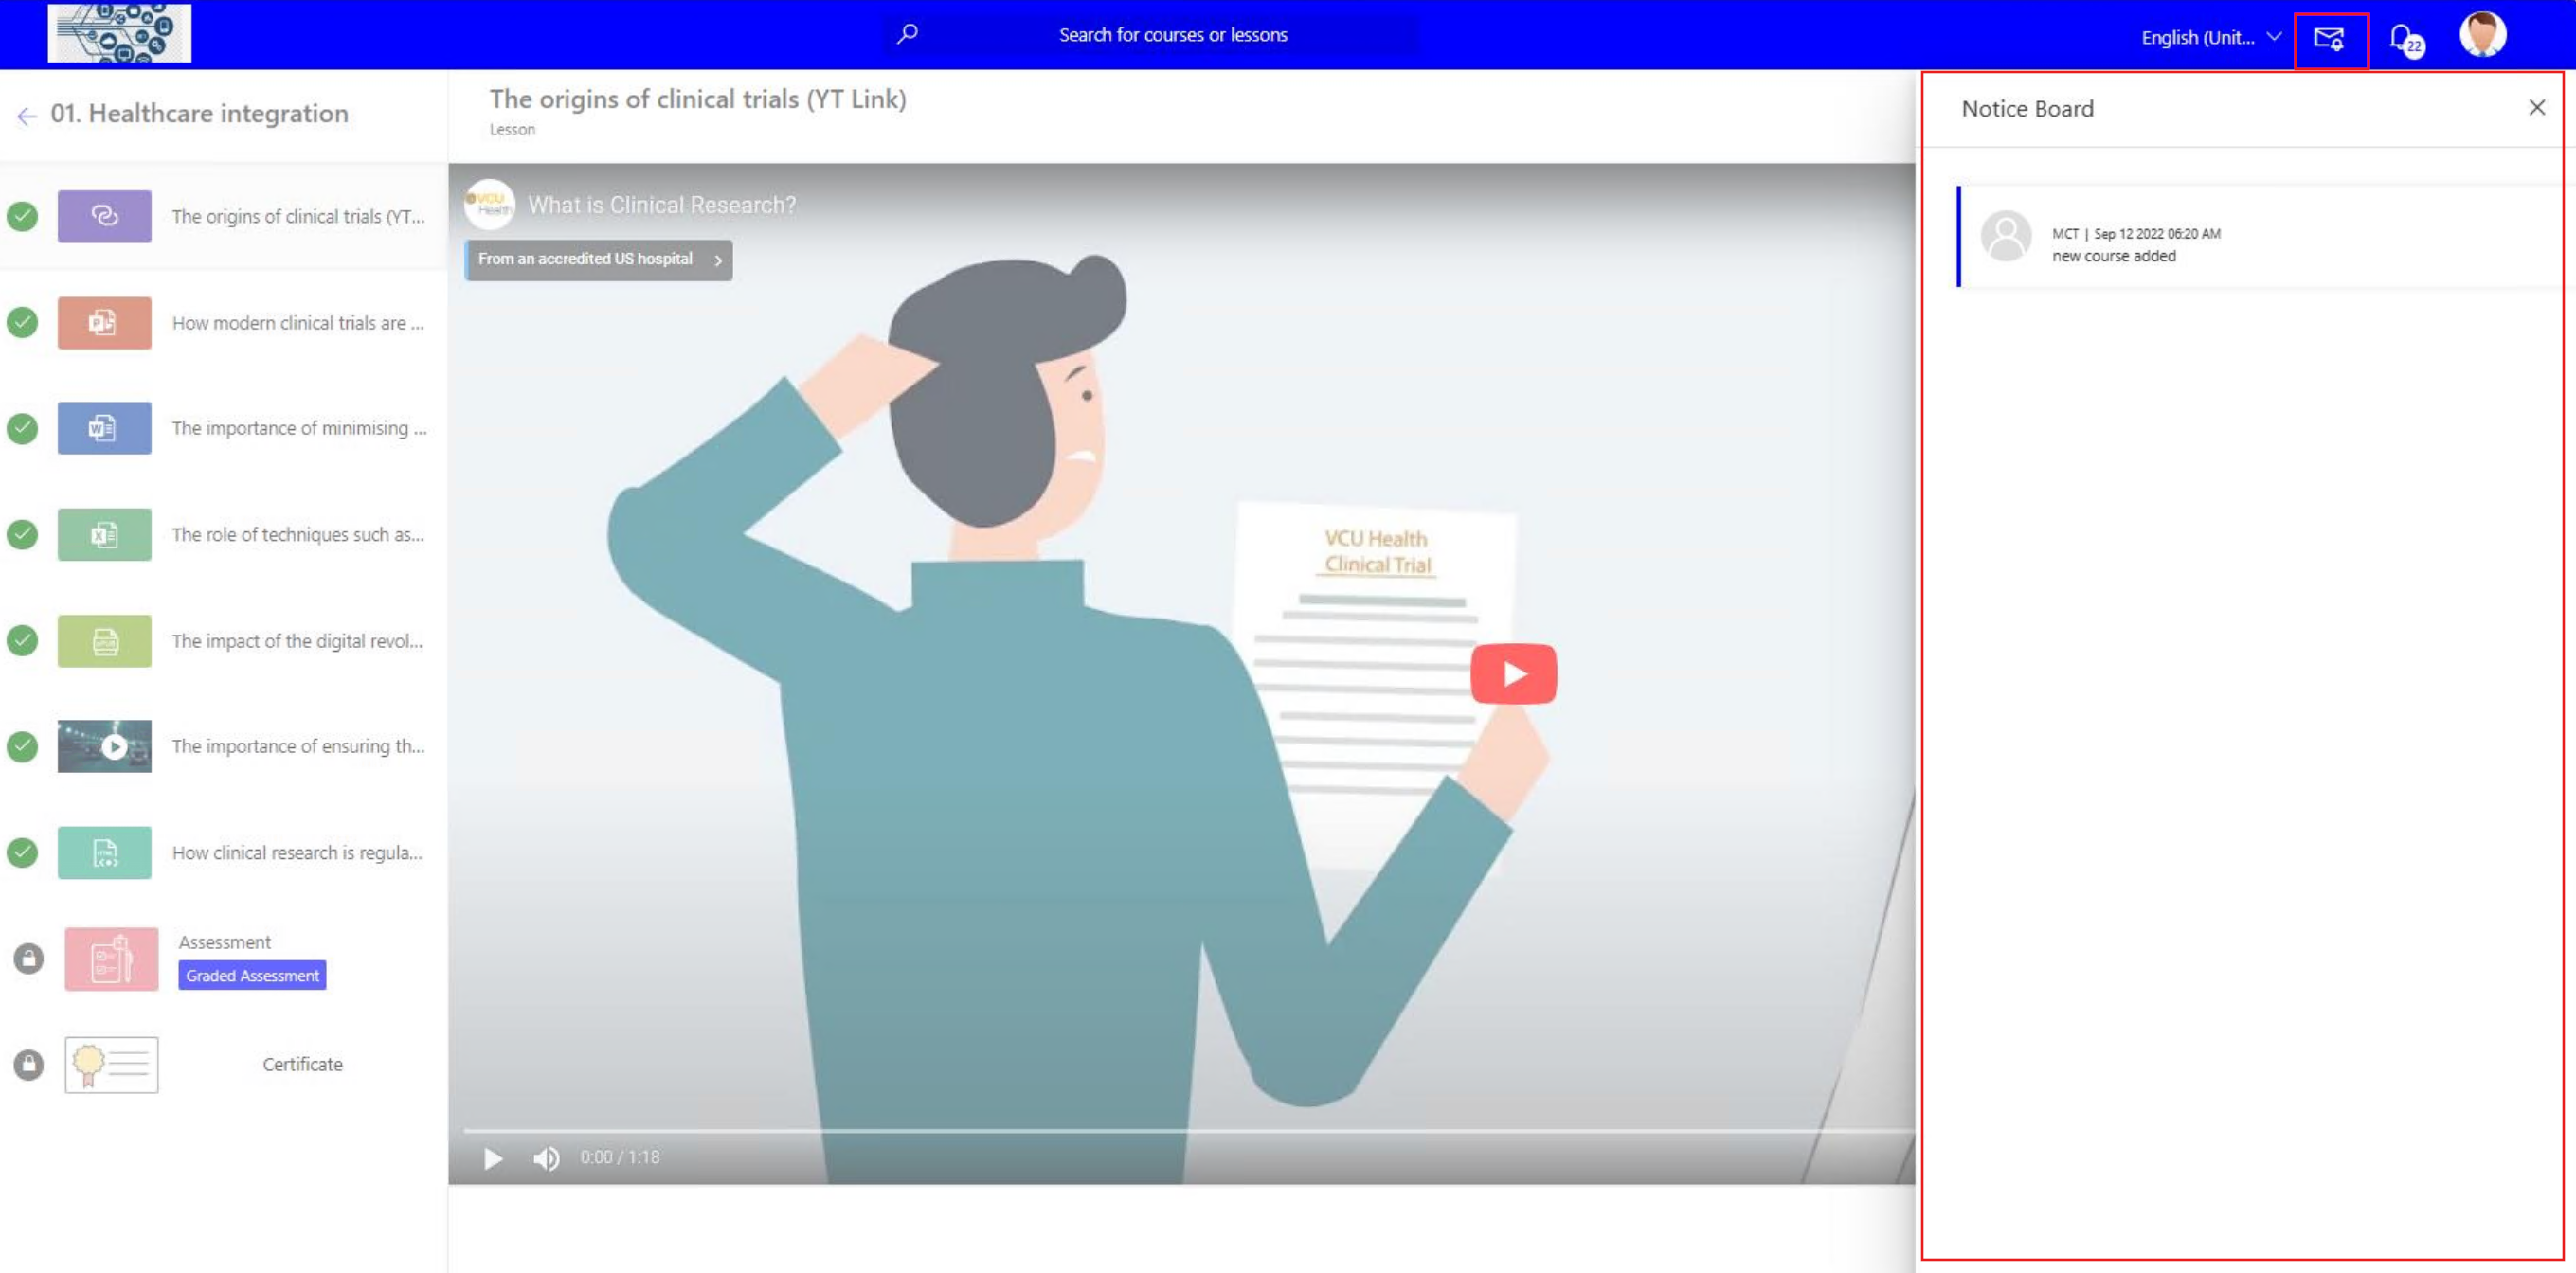 Search for courses or lessons
English (Unit...
22
01. Healthcare integration
The origins of clinical trials (YT...
How modern clinical trials are ...
The importance of minimising ...
The role of techniques such as...
The impact of the digital revol...
The importance of ensuring th...
How clinical research is regula...
Assessment
Graded Assessment
Certificate
The origins of clinical trials (YT Link)
Lesson
VCU
Health
What is Clinical Research?
From an accredited US hospital
VCU Health
Clinical Trial
0:00 / 1:18
Notice Board
MCT | Sep 12 2022 06:20 AM
new course added